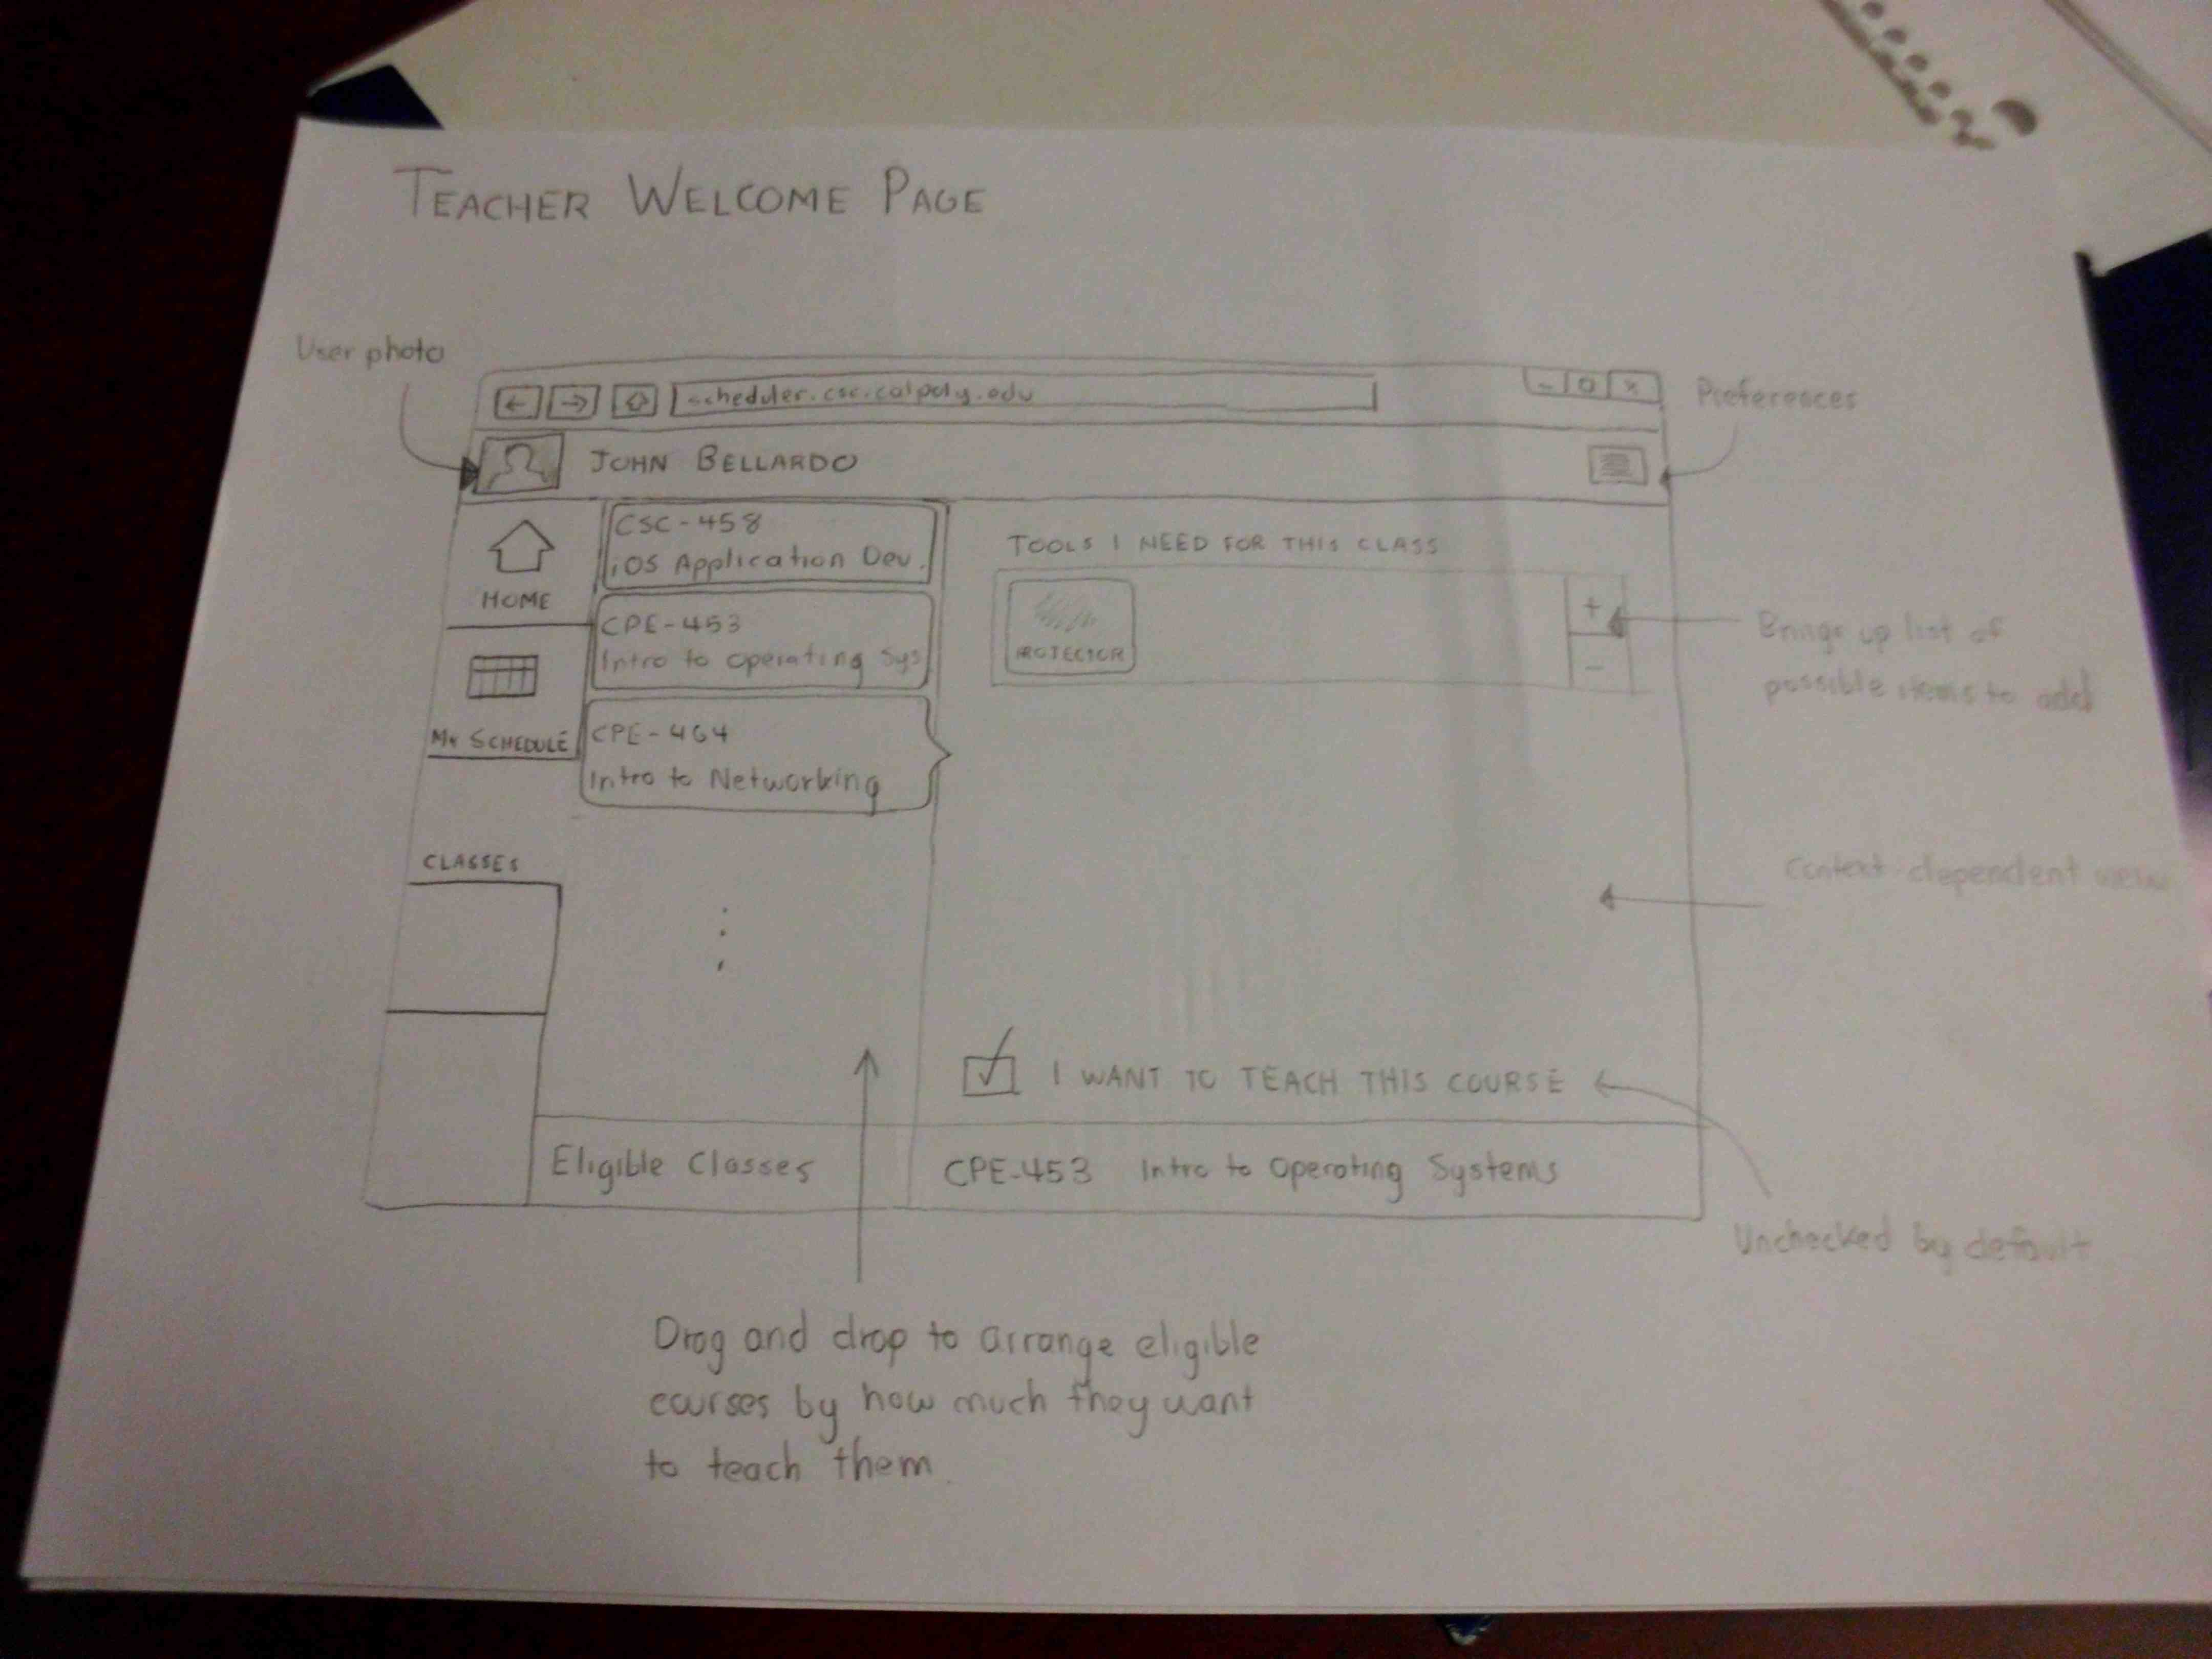 TEACHER WELCOME PAGE
User photo
scheduler.csc.calpoly.edu
Preferences
JOHN BELLARDO
HOME
MY SCHEDULE
CLASSES
CSC-458
iOS Application Dev.
CPE-453
Intro to Operating Sys
CPE-464
Intro to Networking
TOOLS I NEED FOR THIS CLASS
PROJECTOR
+
-
Brings up list of
possible items to add
Context dependent view
I WANT TO TEACH THIS COURSE
Eligible Classes
CPE-453 Intro to Operating Systems
Unchecked by default
Drag and drop to arrange eligible
courses by how much they want
to teach them.